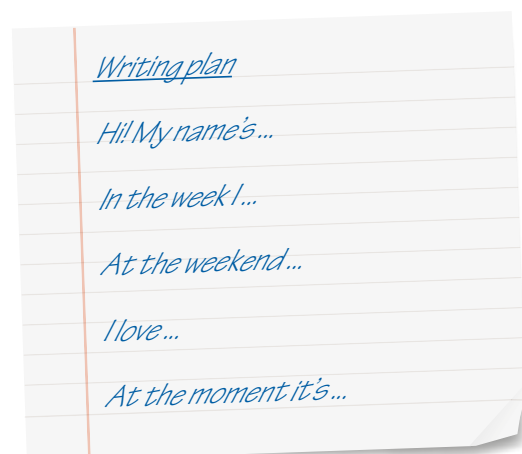 Writing plan
Hi! My name's ...
In the week I ...
At the weekend ...
I love ...
At the moment it's ...